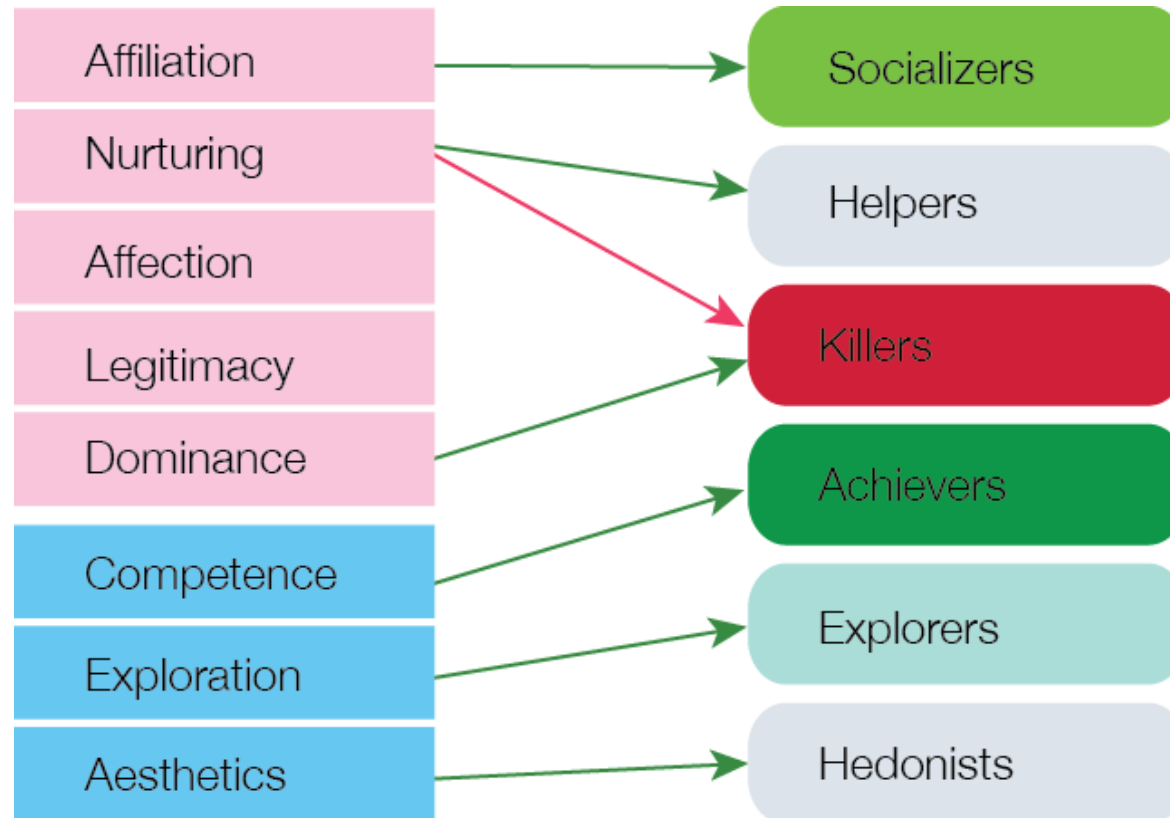 Affiliation
Nurturing
Affection
Legitimacy
Dominance
Competence
Exploration
Aesthetics
Socializers
Helpers
Killers
Achievers
Explorers
Hedonists